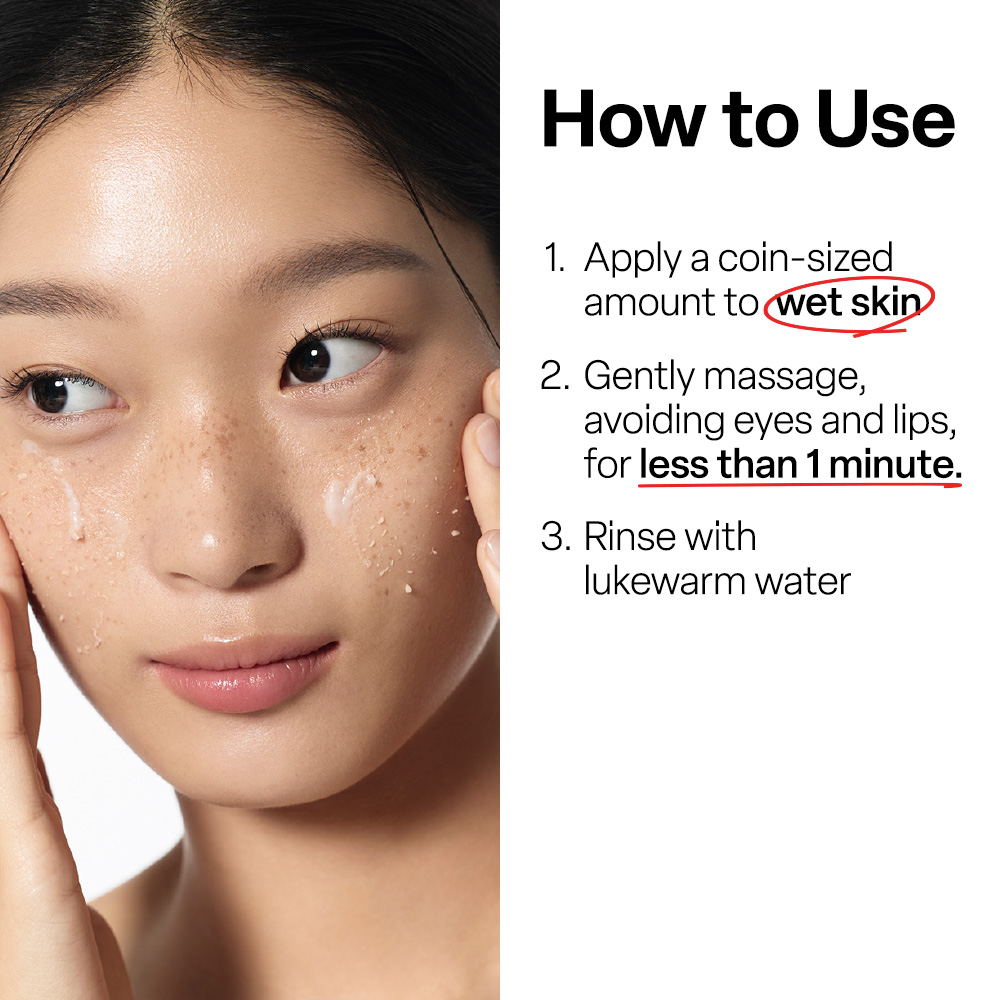 How to Use
1. Apply a coin-sized
amount to wet skin
2. Gently massage,
avoiding eyes and lips,
for less than 1 minute.
3. Rinse with
lukewarm water